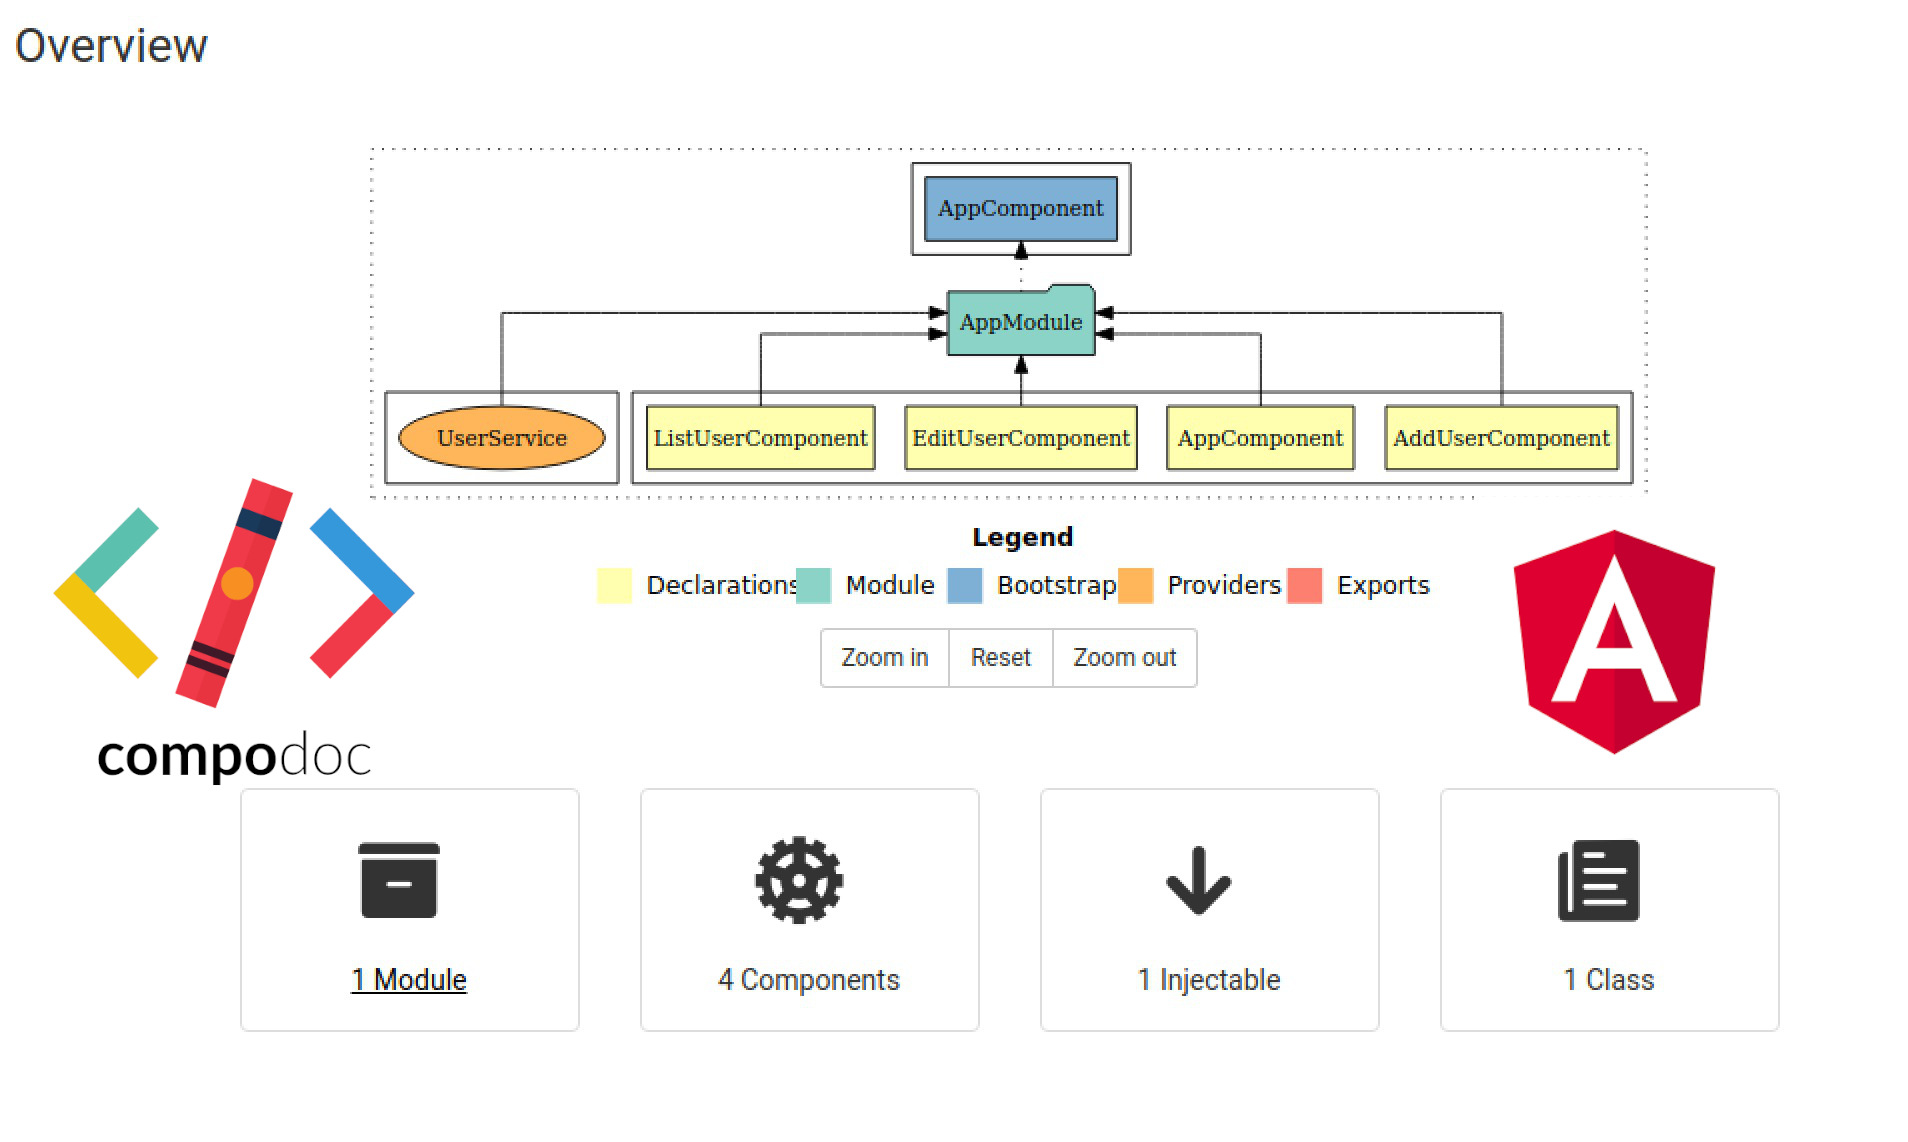 Overview
AppComponent
AppModule
UserService
ListUserComponent
EditUserComponent
AppComponent
AddUserComponent
Legend
Declarations Module Bootstrap Providers Exports
Zoom in Reset Zoom out
compodoc
1 Module
4 Components
1 Injectable
1 Class